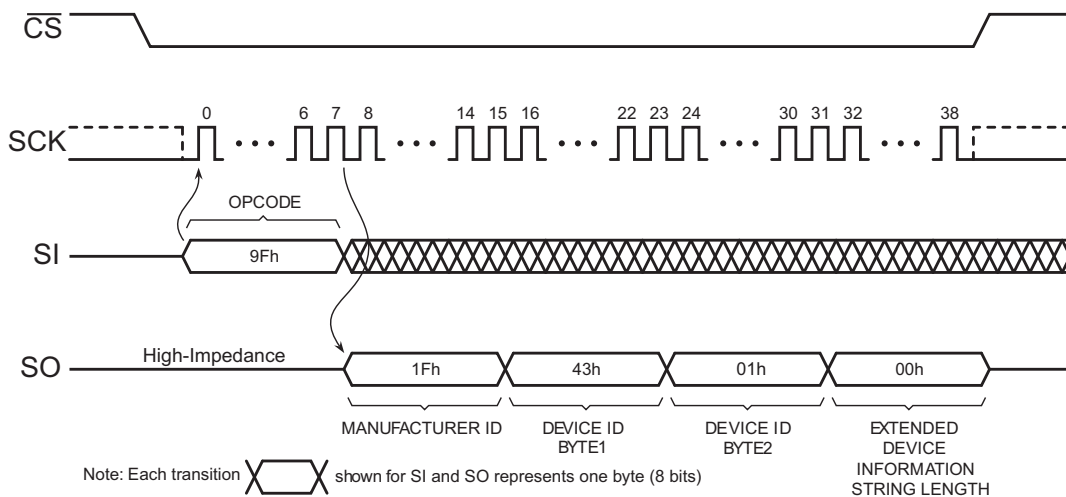 CS
SCK
0 6 7 8 14 15 16 22 23 24 30 31 32 38
OPCODE
SI
9Fh
High-Impedance
SO
1Fh 43h 01h 00h
MANUFACTURER ID
DEVICE ID
BYTE1
DEVICE ID
BYTE2
EXTENDED
DEVICE
INFORMATION
STRING LENGTH
Note: Each transition shown for SI and SO represents one byte (8 bits)